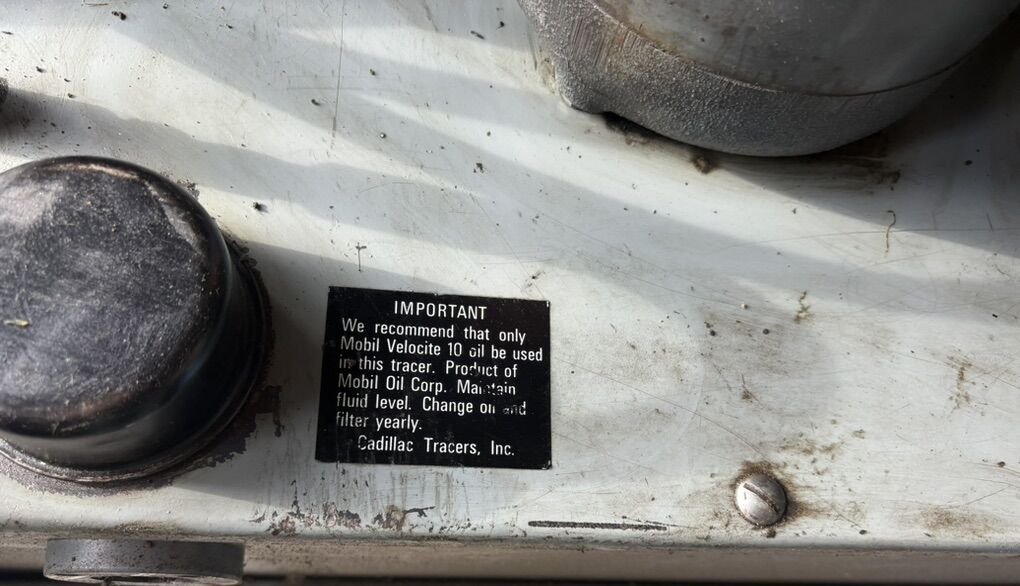 IMPORTANT
We recommend that only
Mobil Velocite 10 oil be used
in this tracer. Product of
Mobil Oil Corp. Maintain
fluid level. Change oil and
filter yearly.
Cadillac Tracers, Inc.